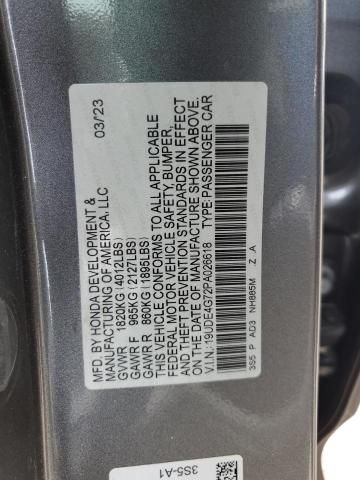 MFD. BY HONDA DEVELOPMENT &
MANUFACTURING OF AMERICA, LLC
03/23
GVWR 1820KG(4012LBS)
GAWR F 965KG(2127LBS)
GAWR R 860KG(1895LBS)
THIS VEHICLE CONFORMS TO ALL APPLICABLE
FEDERAL MOTOR VEHICLE SAFETY, BUMPER,
AND THEFT PREVENTION STANDARDS IN EFFECT
ON THE DATE OF MANUFACTURE SHOWN ABOVE.
V.I.N.: 19UDE4G72PA028618 TYPE:PASSENGER CAR
3S5 P AD3 NH885M Z A
3S5-A1